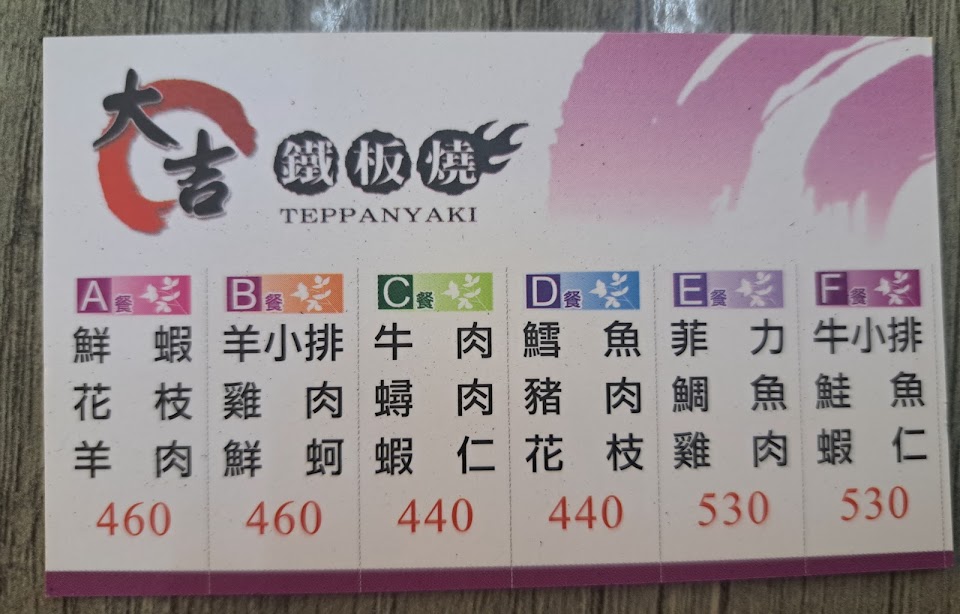 大吉
鐵板燒
TEPPANYAKI
A餐
鮮蝦
花枝
羊肉
460
B餐
羊小排
雞肉
鮮蚵
460
C餐
牛肉
蟳肉
蝦仁
440
D餐
鱈魚
豬肉
花枝
440
E餐
菲力
鯛魚
雞肉
530
F餐
牛小排
鮭魚
蝦仁
530